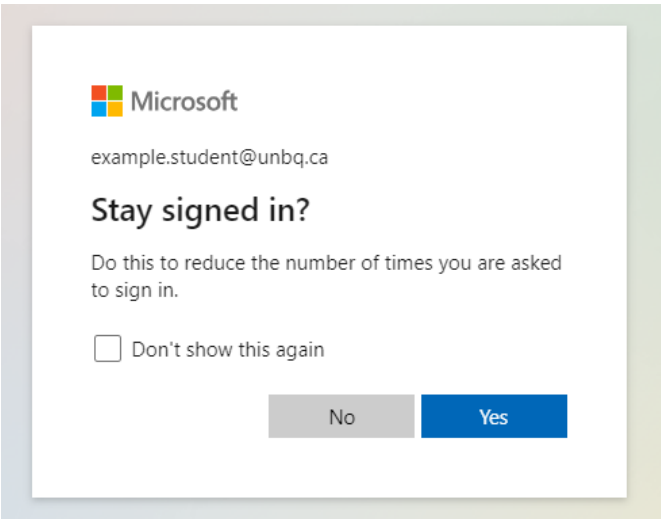 Microsoft
example.student@unbq.ca
Stay signed in?
Do this to reduce the number of times you are asked
to sign in.
Don't show this again
No
Yes